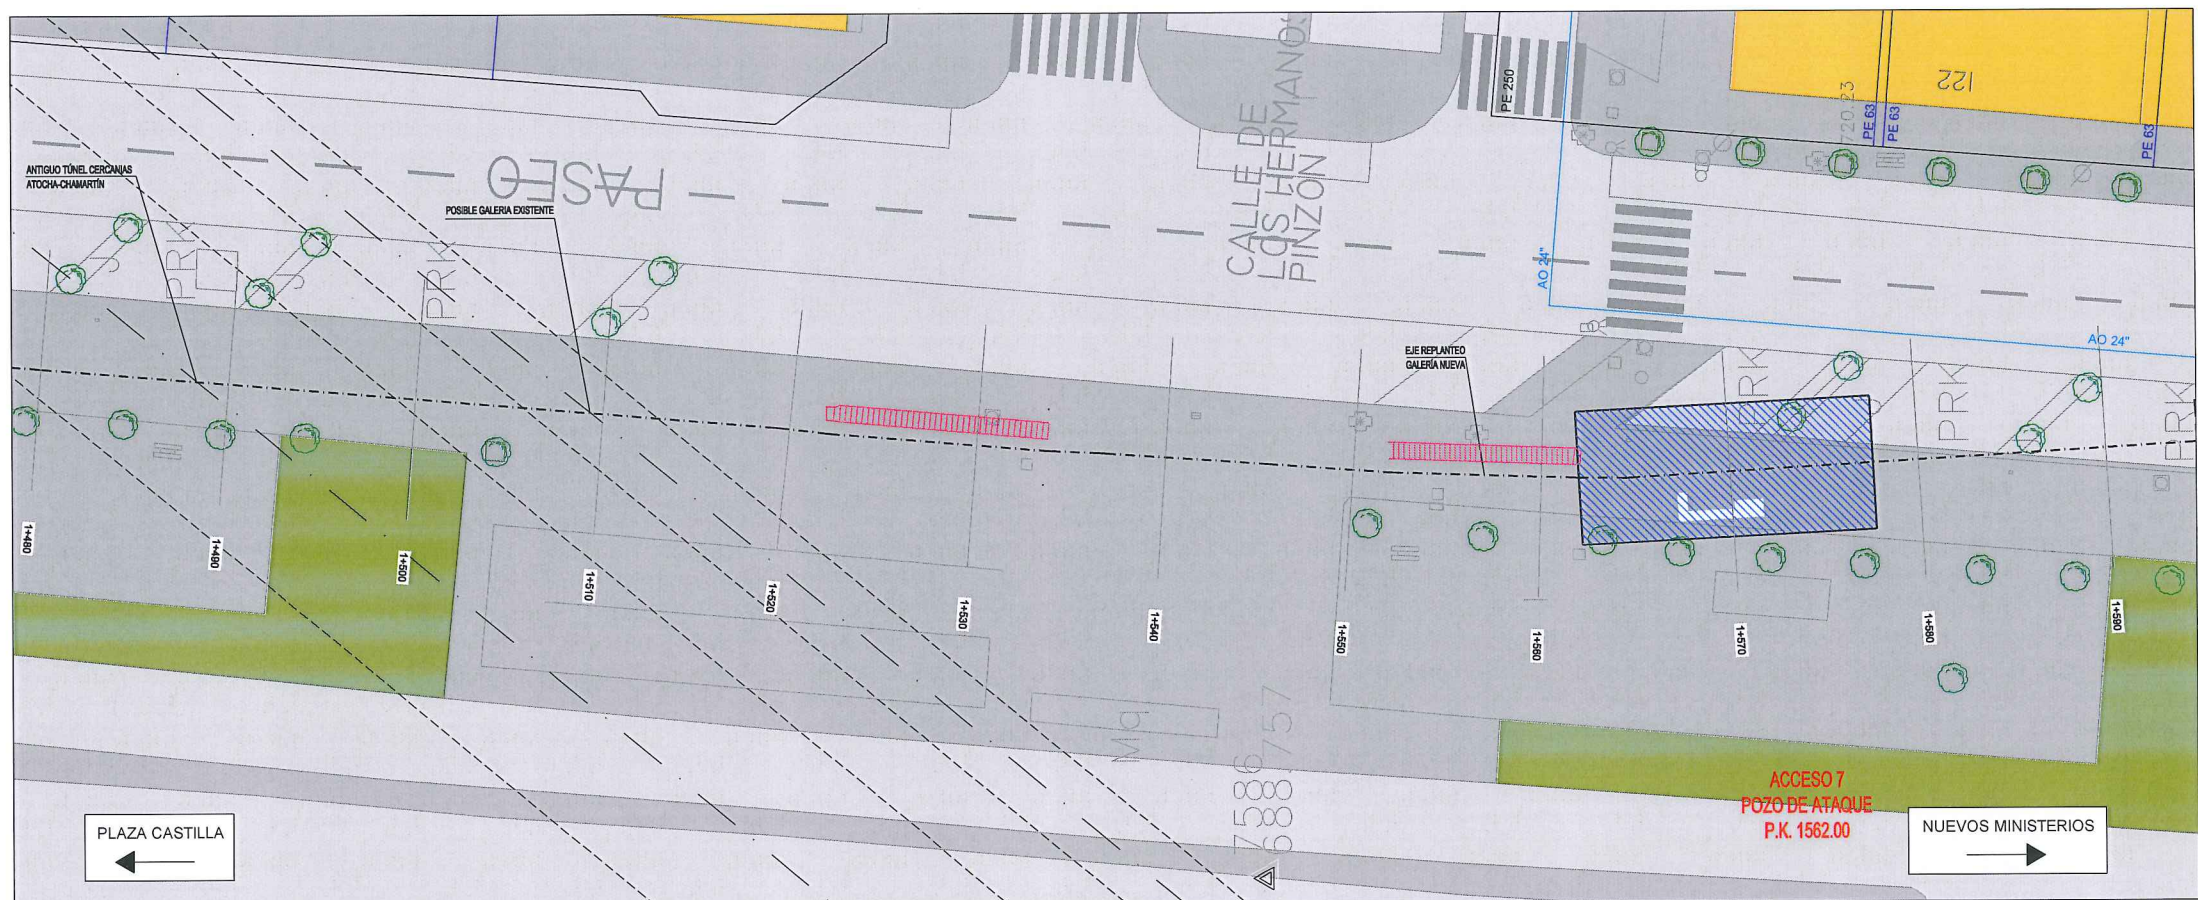 PE 250
I22
72023
PE 63
PE 63
PE 63
CALLE DE
LOS HERMANOS
PINZÓN
PASEO
ANTIGUO TÚNEL CERCANIAS
ATOCHA-CHAMARTÍN
POSIBLE GALERIA EXISTENTE
J
PRK
J
PRK
J
AO 24"
AO 24"
EJE REPLANTEO
GALERÍA NUEVA
PRK
J
PRK
PRK
1+480
1+490
1+500
1+510
1+520
1+530
1+540
1+550
1+560
1+570
1+580
1+590
ACCESO 7
POZO DE ATAQUE
P.K. 1562.00
PLAZA CASTILLA
NUEVOS MINISTERIOS